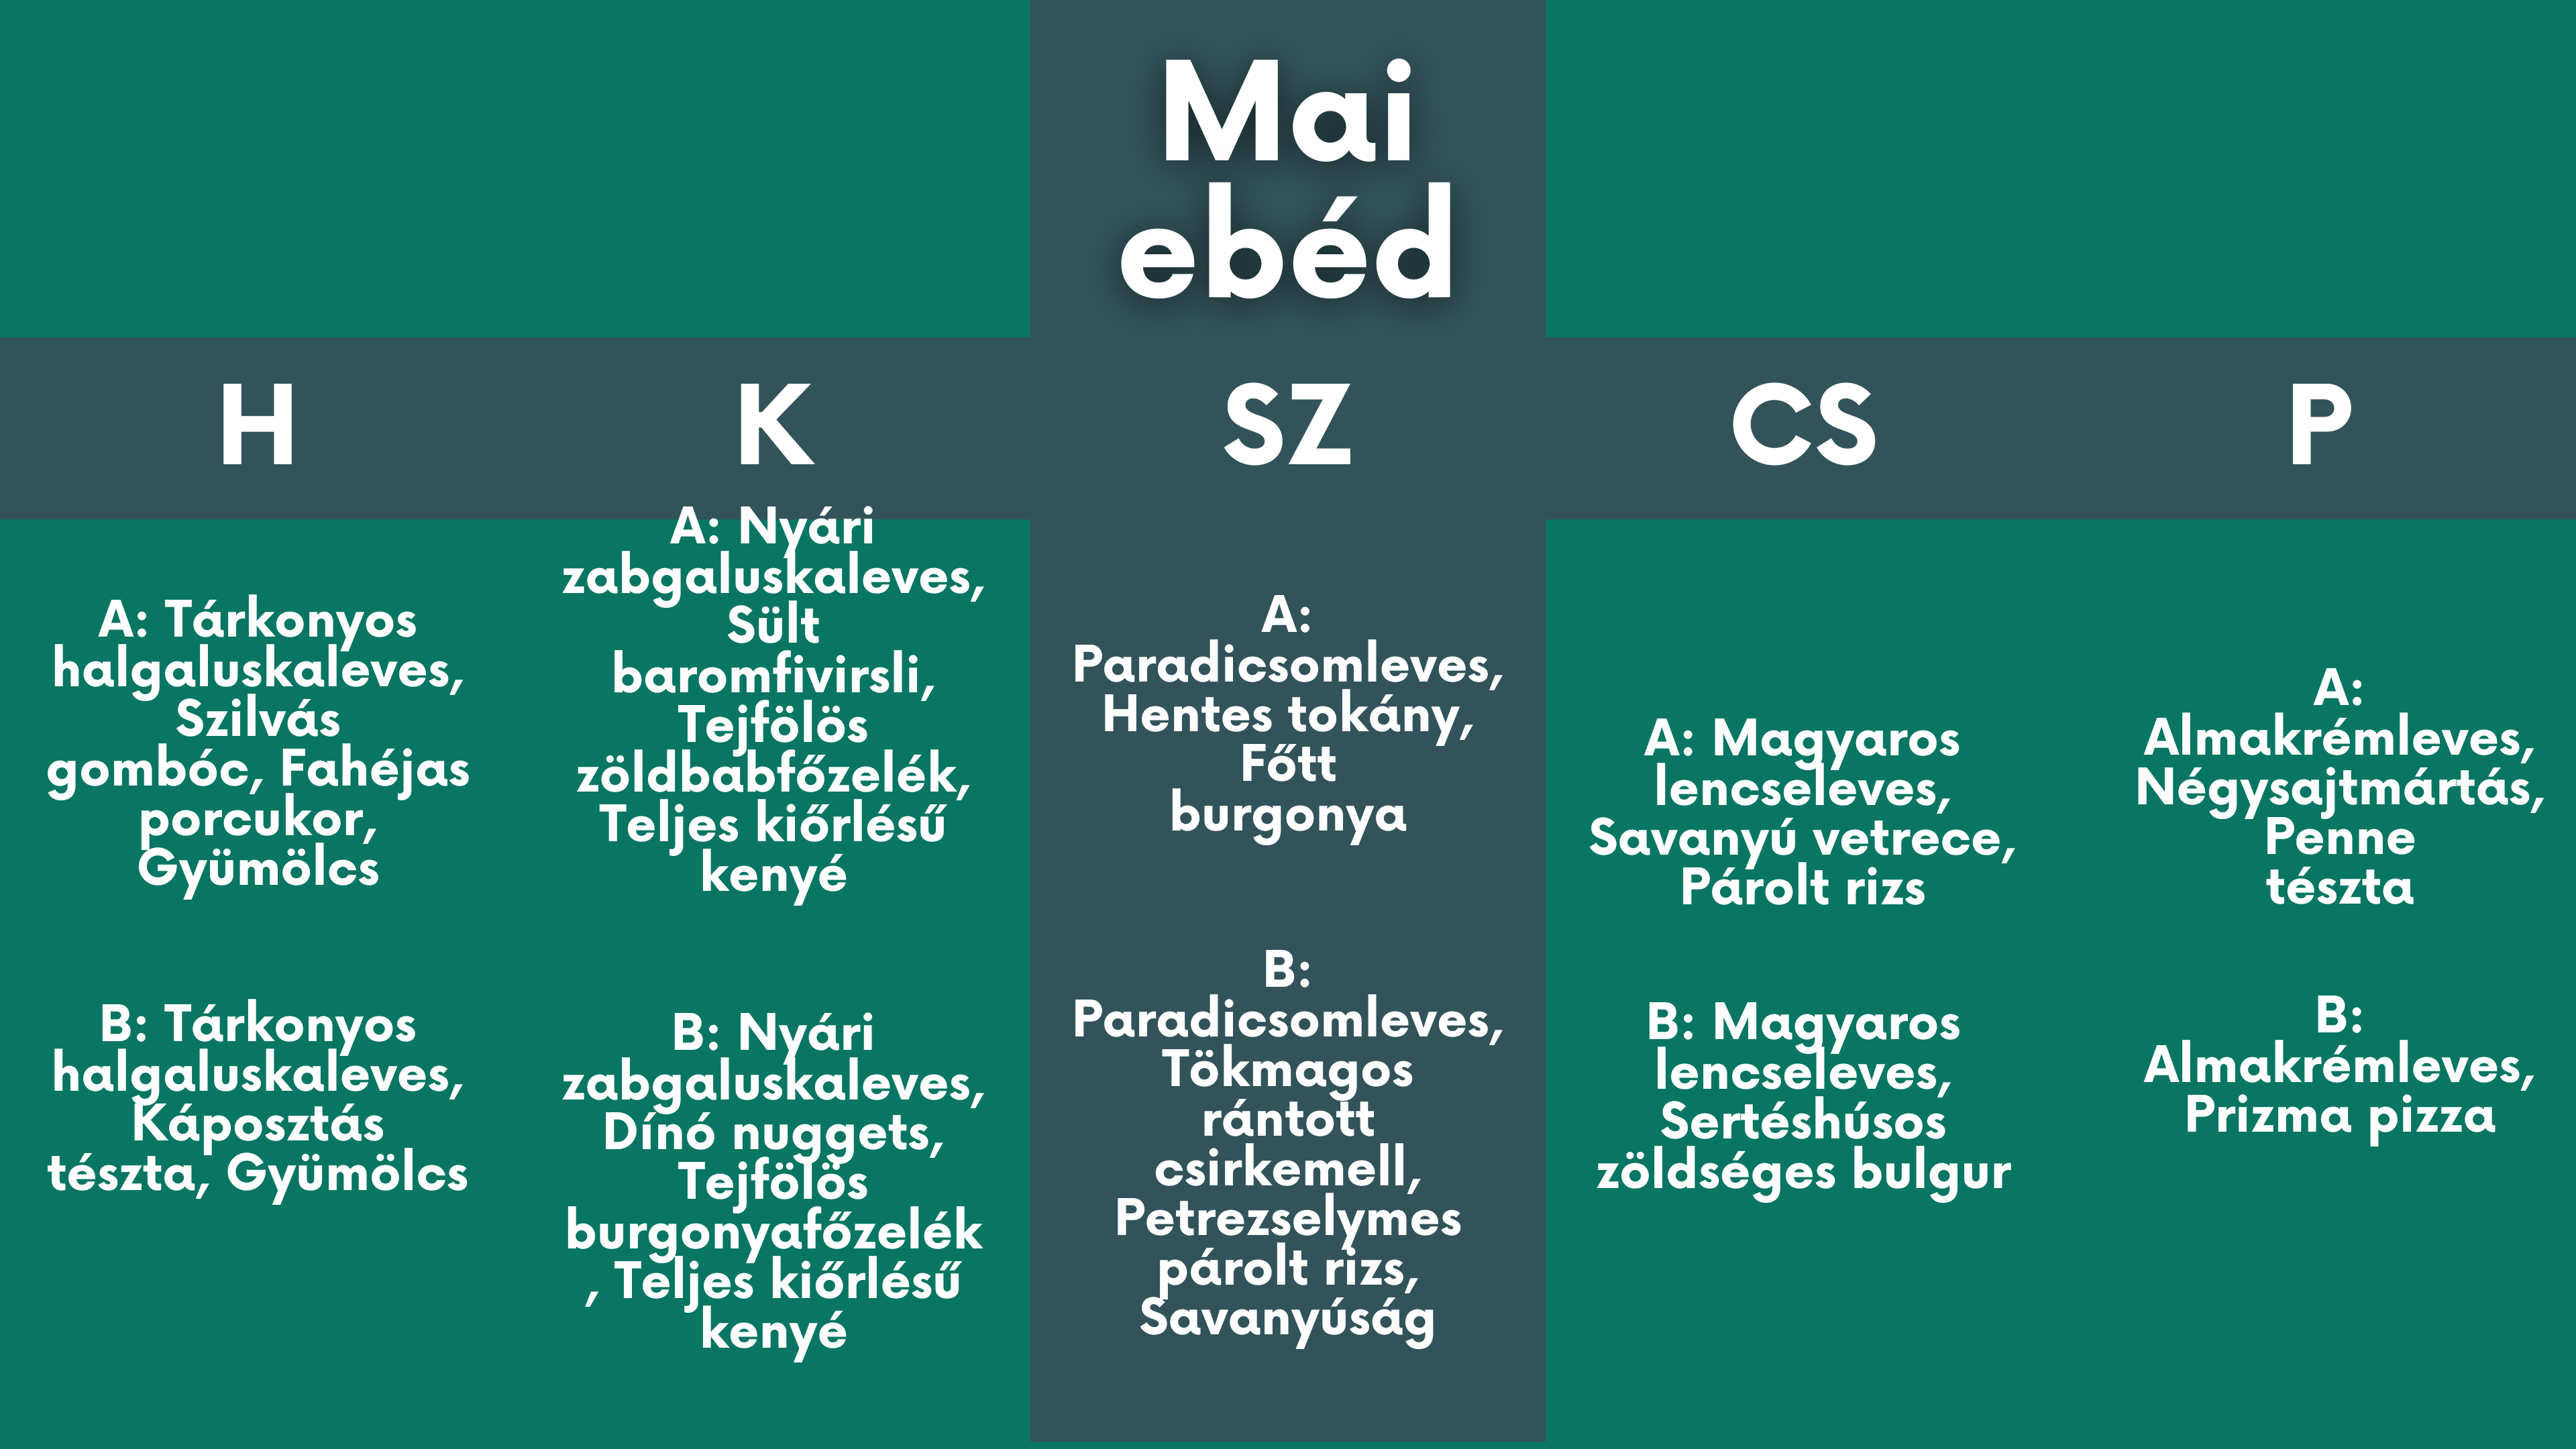 Mai
ebéd
H
K
SZ
CS
P
A: Tárkonyos
halgaluskaleves,
Szilvás
gombóc, Fahéjas
porcukor,
Gyümölcs
B: Tárkonyos
halgaluskaleves,
Káposztás
tészta, Gyümölcs
A: Nyári
zabgaluskaleves,
Sült
baromfivirsli,
Tejfölös
zöldbabfőzelék,
Teljes kiőrlésű
kenyé
B: Nyári
zabgaluskaleves,
Dínó nuggets,
Tejfölös
burgonyafőzelék
, Teljes kiőrlésű
kenyé
A:
Paradicsomleves,
Hentes tokány,
Főtt
burgonya
B:
Paradicsomleves,
Tökmagos
rántott
csirkemell,
Petrezselymes
párolt rizs,
Savanyúság
A: Magyaros
lencseleves,
Savanyú vetrece,
Párolt rizs
B: Magyaros
lencseleves,
Sertéshúsos
zöldséges bulgur
A:
Almakrémleves,
Négysajtmártás,
Penne
tészta
B:
Almakrémleves,
Prizma pizza